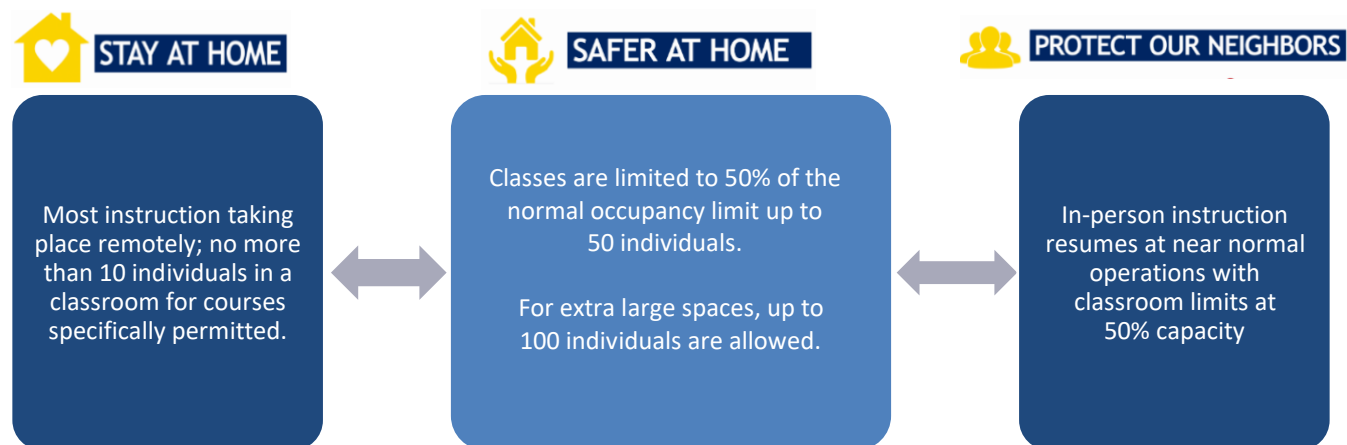 STAY AT HOME
SAFER AT HOME
PROTECT OUR NEIGHBORS
Most instruction taking
place remotely; no more
than 10 individuals in a
classroom for courses
specifically permitted.
Classes are limited to 50% of the
normal occupancy limit up to
50 individuals.
For extra large spaces, up to
100 individuals are allowed.
In-person instruction
resumes at near normal
operations with
classroom limits at
50% capacity